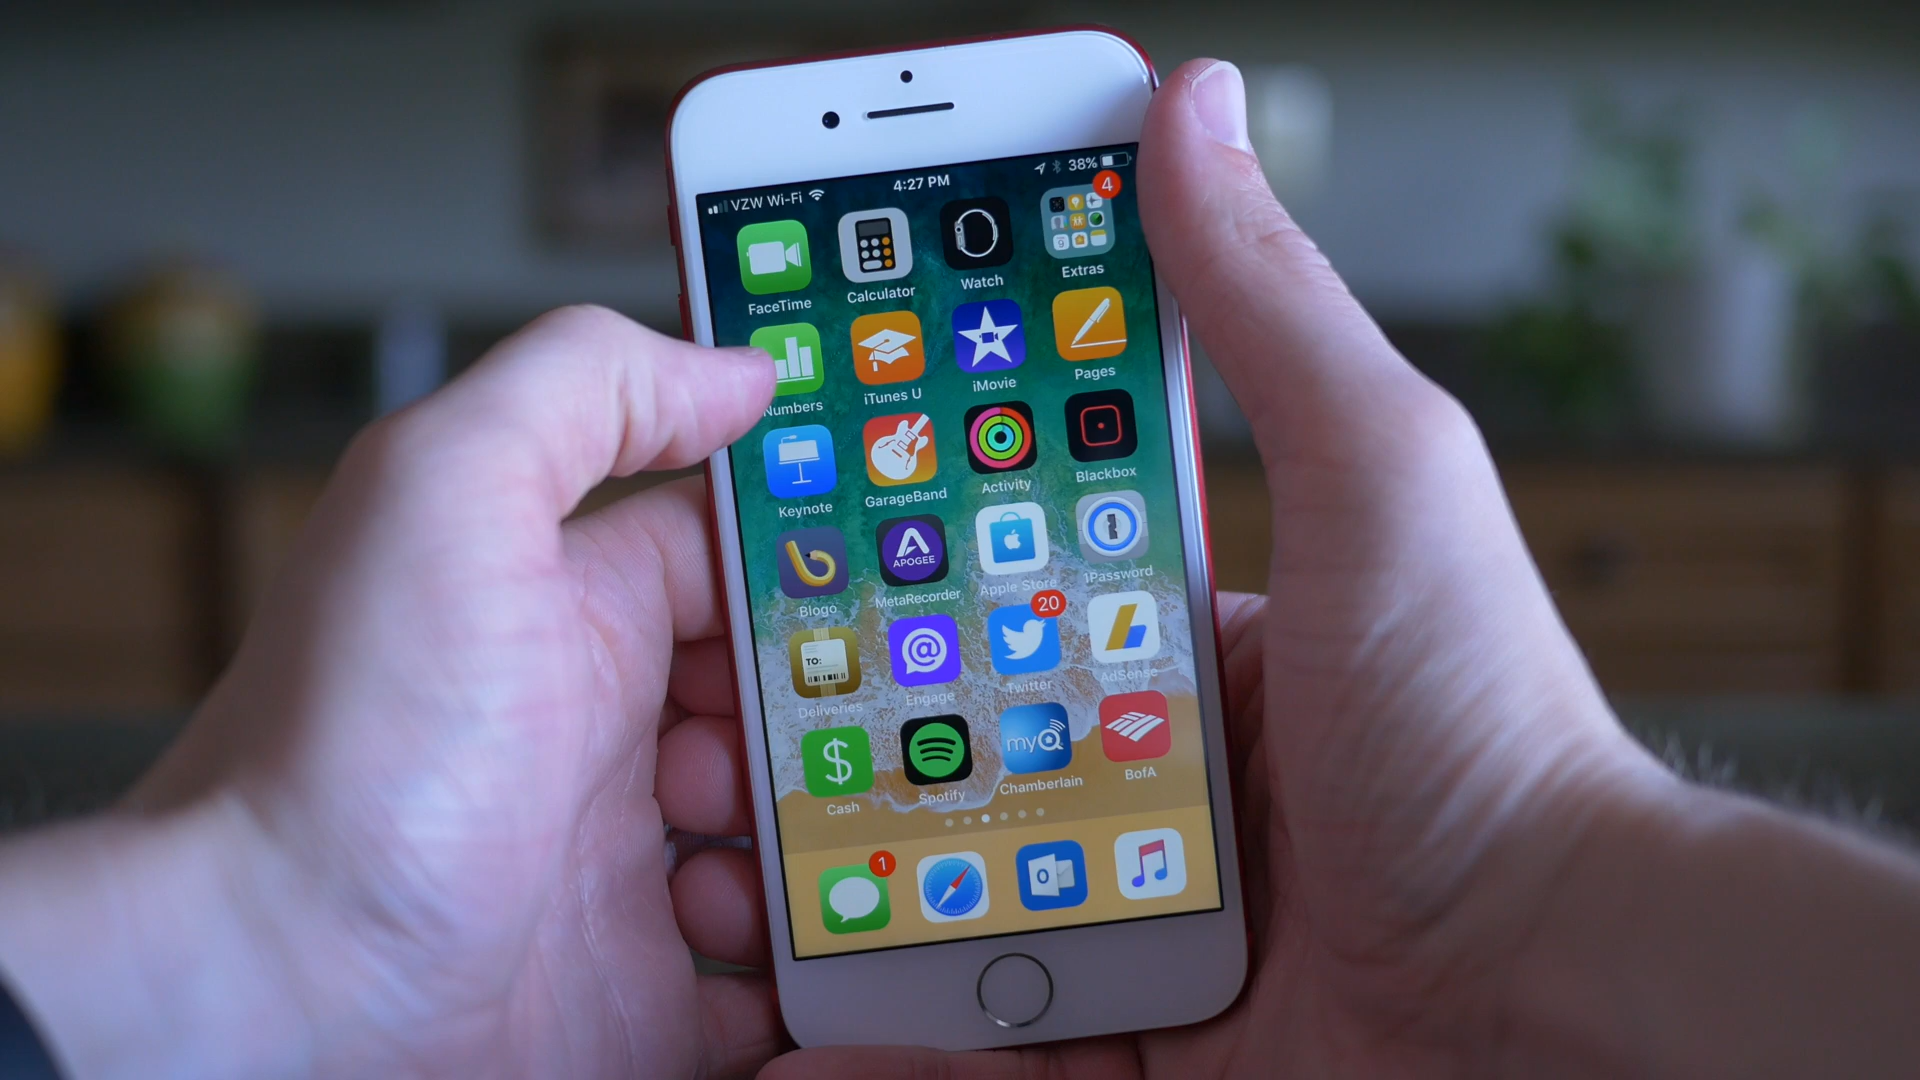 VZW Wi-Fi 4:27 PM 38%
4
FaceTime Calculator Watch Extras
Numbers iTunes U iMovie Pages
Keynote GarageBand Activity Blackbox
APOGEE
Blogo MetaRecorder Apple Store 1Password
20
TO:
Deliveries Engage Twitter AdSense
myQ
Cash Spotify Chamberlain BofA
1